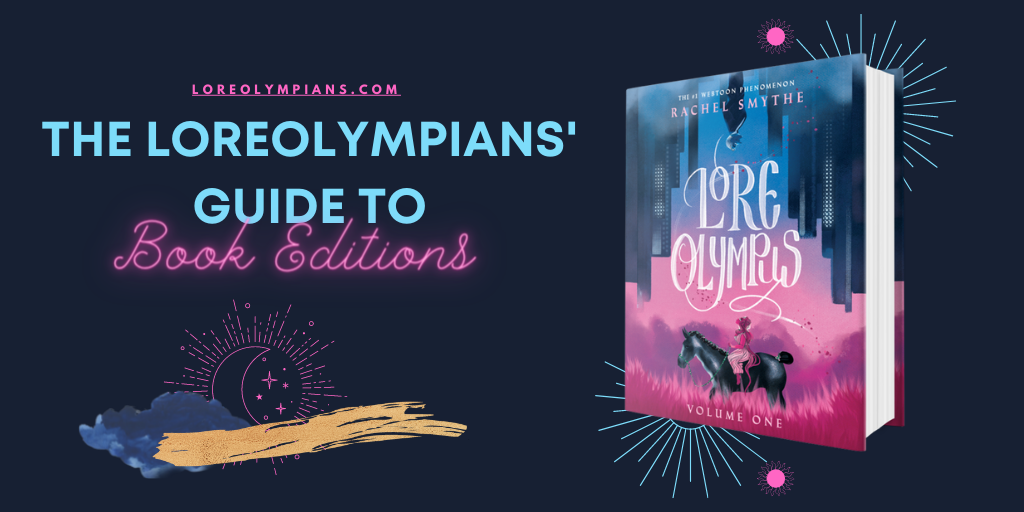 LOREOLYMPIANS.COM
THE LOREOLYMPIANS'
GUIDE TO
Book Editions
THE #1 WEBTOON PHENOMENON
RACHEL SMYTHE
LORE
OLYMPUS
VOLUME ONE